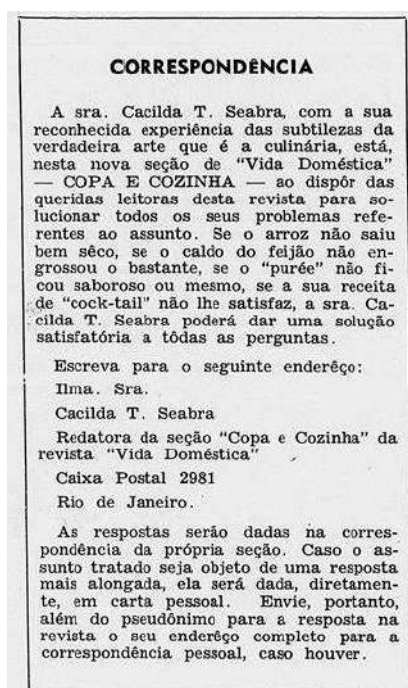 CORRESPONDÊNCIA
A sra. Cacilda T. Seabra, com a sua
reconhecida experiência das subtilezas da
verdadeira arte que é a culinária, está,
nesta nova seção de "Vida Doméstica"
— COPA E COZINHA — ao dispôr das
queridas leitoras desta revista para so-
lucionar todos os seus problemas refe-
rentes ao assunto. Se o arroz não saiu
bem sêco, se o caldo do feijão não en-
grossou o bastante, se o "purée" não fi-
cou saboroso ou mesmo, se a sua receita
de "cock-tail" não lhe satisfaz, a sra. Ca-
cilda T. Seabra poderá dar uma solução
satisfatória a tôdas as perguntas.
Escreva para o seguinte enderêço:
Ilma. Sra.
Cacilda T. Seabra
Redatora da seção "Copa e Cozinha" da
revista "Vida Doméstica"
Caixa Postal 2981
Rio de Janeiro.
As respostas serão dadas na corres-
pondência da própria seção. Caso o as-
sunto tratado seja objeto de uma resposta
mais alongada, ela será dada, diretamen-
te, em carta pessoal. Envie, portanto,
além do pseudônimo para a resposta na
revista o seu enderêço completo para a
correspondência pessoal, caso houver.